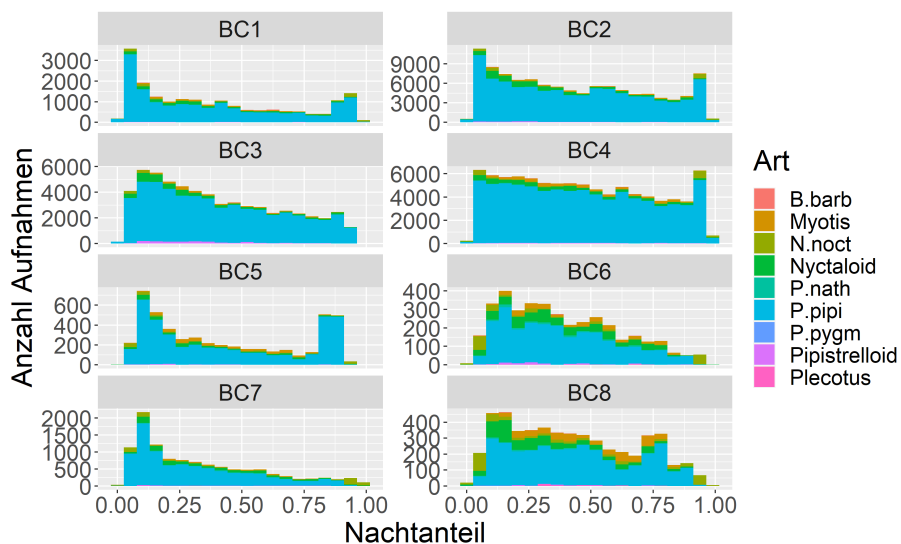 BC1
BC2
3000
2000
1000
0
9000
6000
3000
0
BC3
BC4
6000
4000
2000
0
6000
4000
2000
0
BC5
BC6
600
400
200
0
400
300
200
100
0
BC7
BC8
2000
1500
1000
500
0
400
300
200
100
0
0.00 0.25 0.50 0.75 1.00
0.00 0.25 0.50 0.75 1.00
Nachtanteil
Anzahl Aufnahmen
Art
B.barb
Myotis
N.noct
Nyctaloid
P.nath
P.pipi
P.pygm
Pipistrelloid
Plecotus